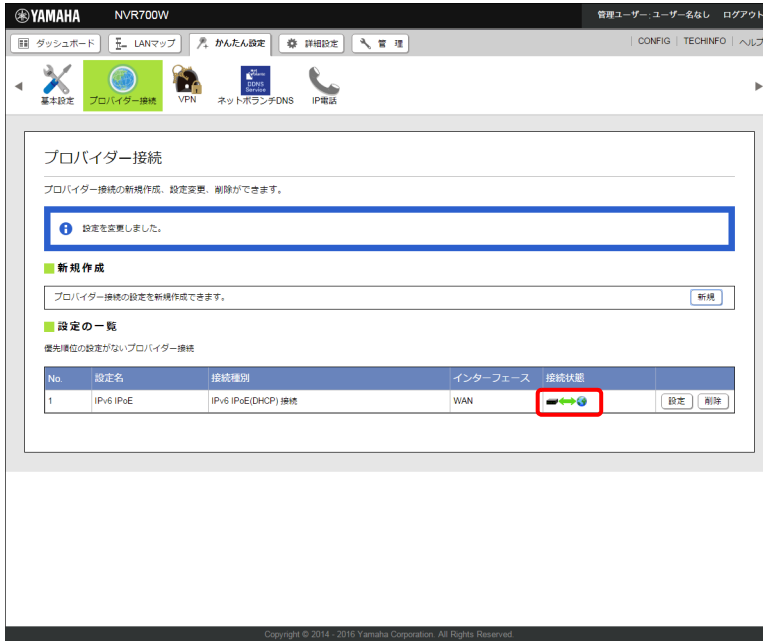 YAMAHA NVR700W 管理ユーザー:ユーザー名なし ログアウト
ダッシュボード LANマップ かんたん設定 詳細設定 管 理 CONFIG TECHINFO ヘルプ
基本設定 プロバイダー接続 VPN ネットボランチDNS IP電話
DDNS
Service
プロバイダー接続
プロバイダー接続の新規作成、設定変更、削除ができます。
設定を変更しました。
新規作成
プロバイダー接続の設定を新規作成できます。 新規
設定の一覧
優先順位の設定がないプロバイダー接続
No. 設定名 接続種別 インターフェース 接続状態
1 IPv6 IPoE IPv6 IPoE(DHCP) 接続 WAN 設定 削除
Copyright © 2014 - 2016 Yamaha Corporation. All Rights Reserved.